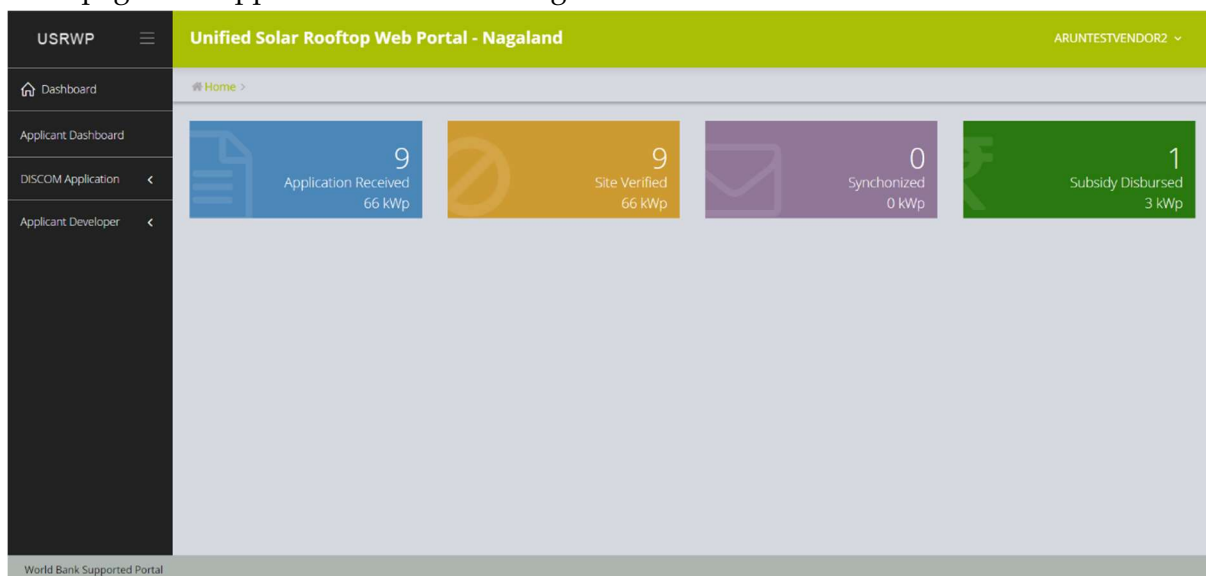 USRWP
Unified Solar Rooftop Web Portal - Nagaland
ARUNTESTVENDOR2
Dashboard
Home >
Applicant Dashboard
DISCOM Application
Applicant Developer
9
Application Received
66 kWp
9
Site Verified
66 kWp
0
Synchonized
0 kWp
1
Subsidy Disbursed
3 kWp
World Bank Supported Portal